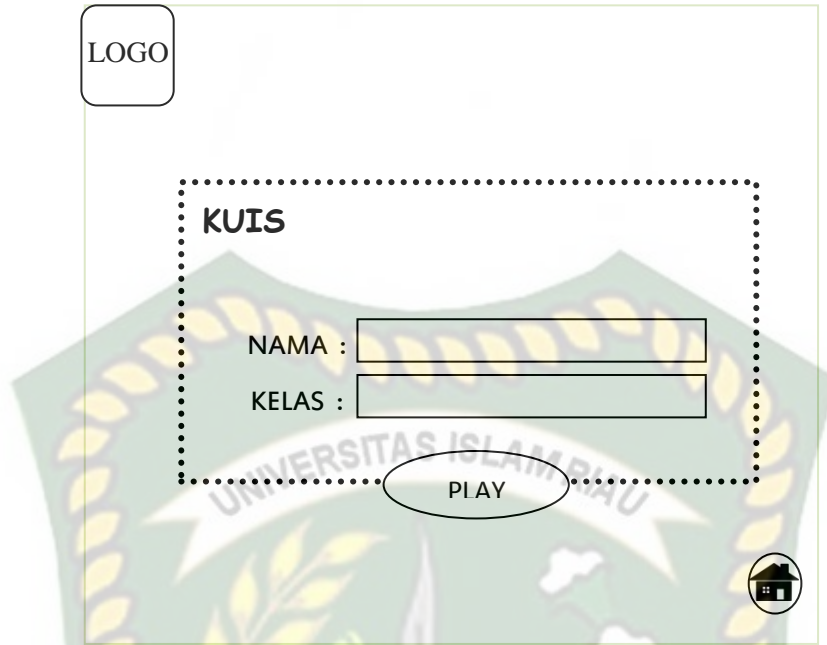 LOGO
KUIS
NAMA :
KELAS :
UNIVERSITAS ISLAM RIAU
PLAY